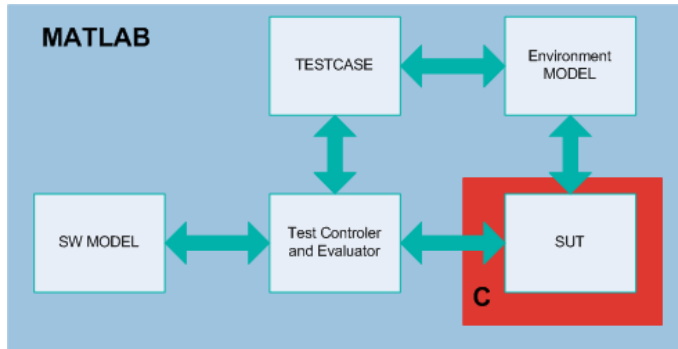 MATLAB
TESTCASE
Environment
MODEL
SW MODEL
Test Controler
and Evaluator
SUT
C